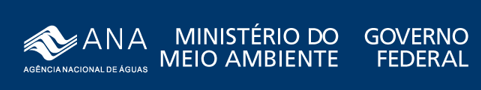 ANA
AGÊNCIA NACIONAL DE ÁGUAS
MINISTÉRIO DO
MEIO AMBIENTE
GOVERNO
FEDERAL